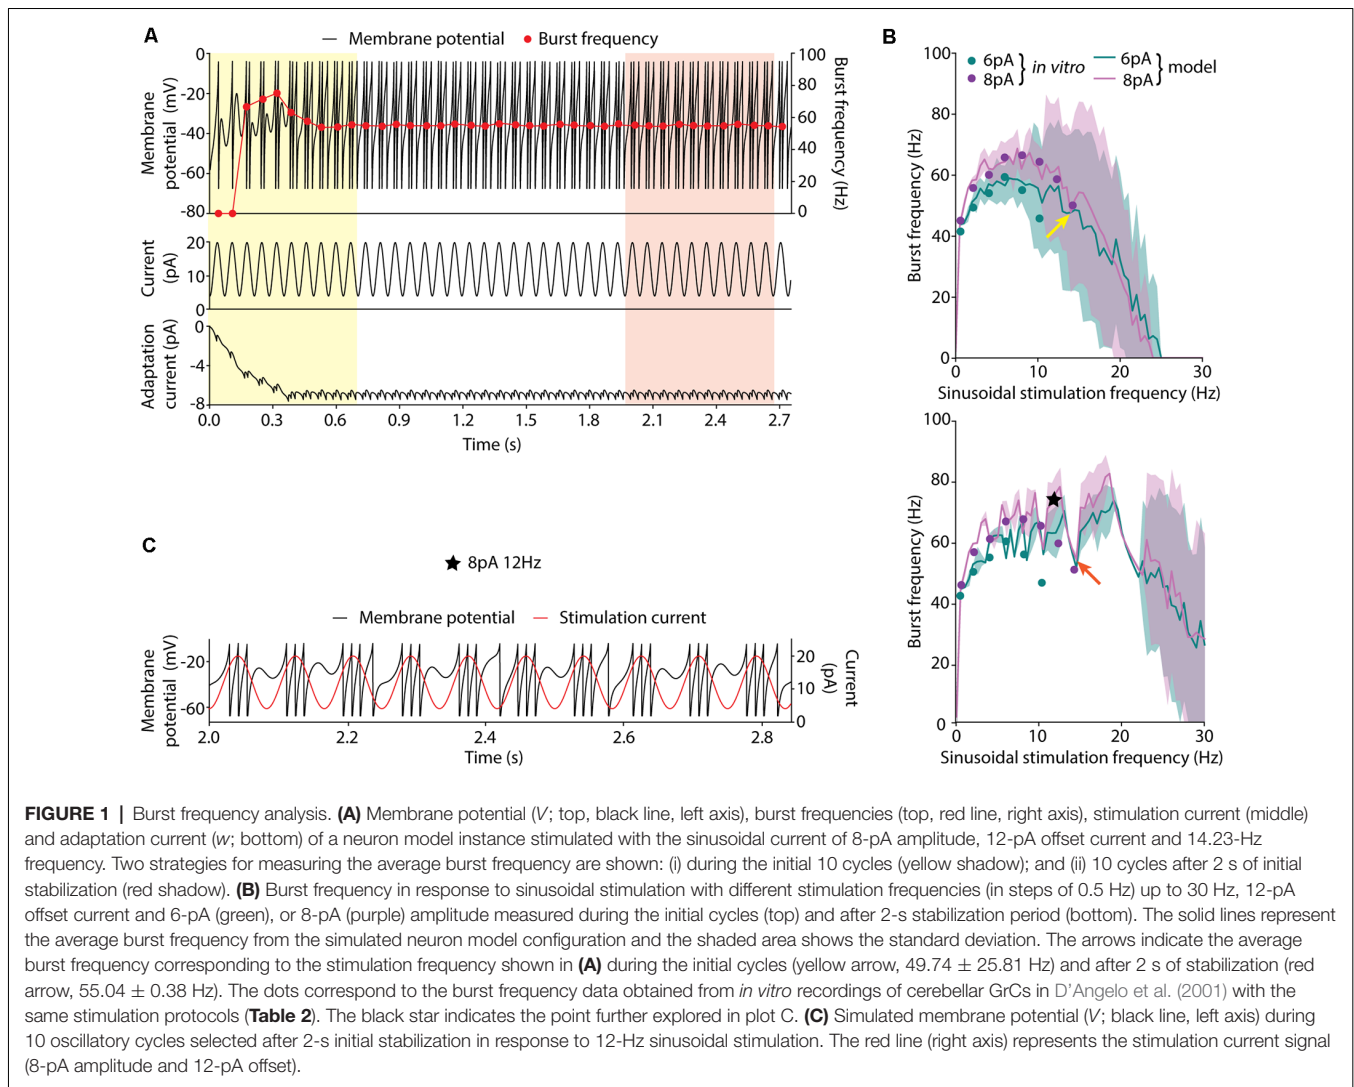 A
Membrane potential
Burst frequency
0
-20
-40
-60
-80
Membrane
potential (mV)
100
80
60
40
20
0
Burst frequency (Hz)
20
10
0
Current
(pA)
0
-4
-8
Adaptation
current (pA)
0.0 0.3 0.6 0.9 1.2 1.5 1.8 2.1 2.4 2.7
Time (s)
B
6pA
8pA
in vitro
6pA
8pA
model
100
80
60
40
20
0
Burst frequency (Hz)
0 10 20 30
Sinusoidal stimulation frequency (Hz)
100
80
60
40
20
0
Burst frequency (Hz)
0 10 20 30
Sinusoidal stimulation frequency (Hz)
C
8pA 12Hz
Membrane potential
Stimulation current
-20
-60
Membrane
potential (mV)
20
10
0
Current
(pA)
2.0 2.2 2.4 2.6 2.8
Time (s)
FIGURE 1 | Burst frequency analysis. (A) Membrane potential (V; top, black line, left axis), burst frequencies (top, red line, right axis), stimulation current (middle)
and adaptation current (w; bottom) of a neuron model instance stimulated with the sinusoidal current of 8-pA amplitude, 12-pA offset current and 14.23-Hz
frequency. Two strategies for measuring the average burst frequency are shown: (i) during the initial 10 cycles (yellow shadow); and (ii) 10 cycles after 2 s of initial
stabilization (red shadow). (B) Burst frequency in response to sinusoidal stimulation with different stimulation frequencies (in steps of 0.5 Hz) up to 30 Hz, 12-pA
offset current and 6-pA (green), or 8-pA (purple) amplitude measured during the initial cycles (top) and after 2-s stabilization period (bottom). The solid lines represent
the average burst frequency from the simulated neuron model configuration and the shaded area shows the standard deviation. The arrows indicate the average
burst frequency corresponding to the stimulation frequency shown in (A) during the initial cycles (yellow arrow, 49.74 ± 25.81 Hz) and after 2 s of stabilization (red
arrow, 55.04 ± 0.38 Hz). The dots correspond to the burst frequency data obtained from in vitro recordings of cerebellar GrCs in D'Angelo et al. (2001) with the
same stimulation protocols (Table 2). The black star indicates the point further explored in plot C. (C) Simulated membrane potential (V; black line, left axis) during
10 oscillatory cycles selected after 2-s initial stabilization in response to 12-Hz sinusoidal stimulation. The red line (right axis) represents the stimulation current signal
(8-pA amplitude and 12-pA offset).